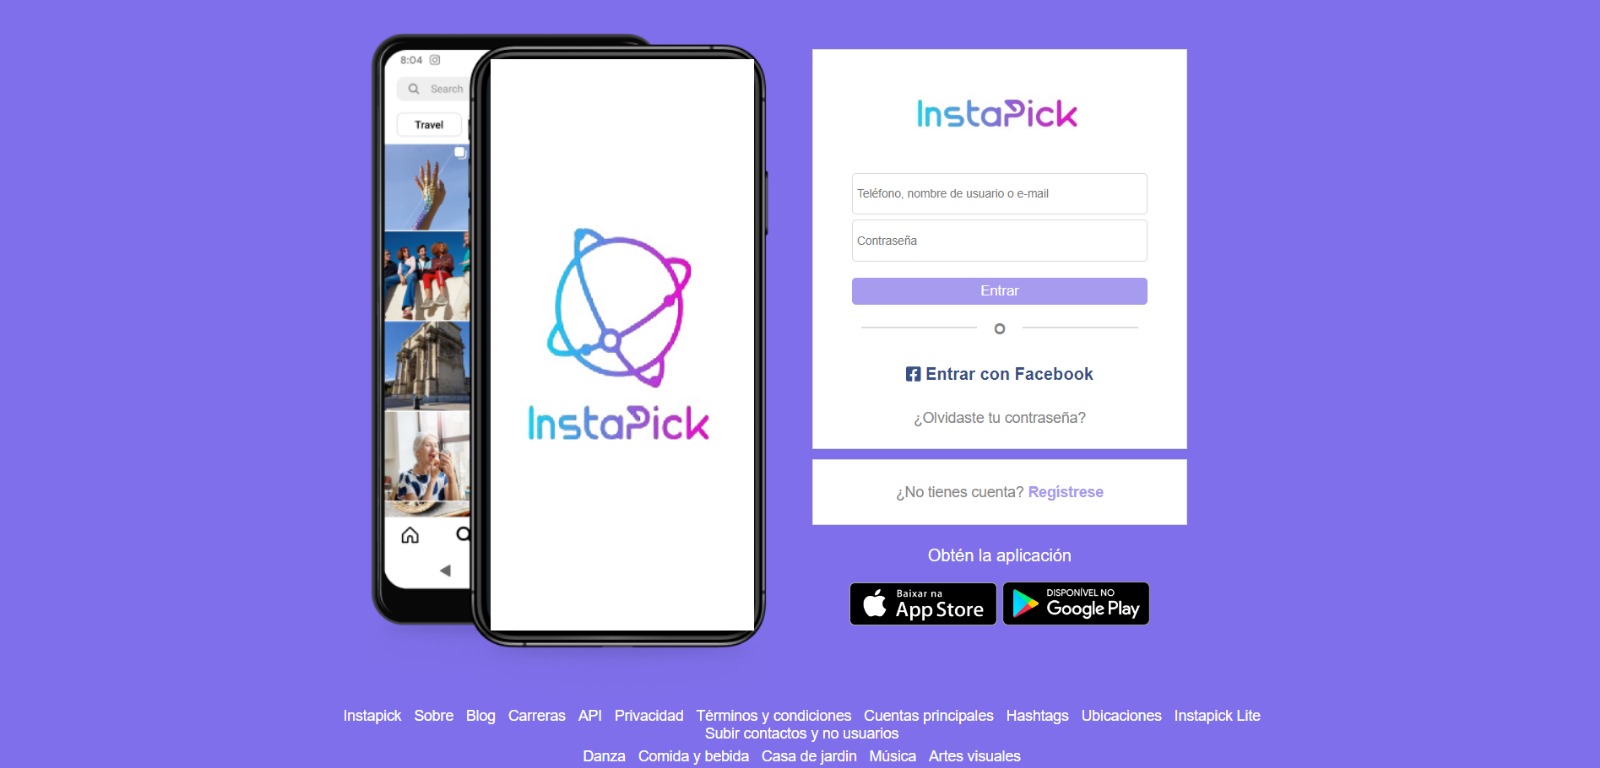 8:04
Search
Travel
InstaPick
InstaPick
Teléfono, nombre de usuario o e-mail
Contraseña
Entrar
O
Entrar con Facebook
¿Olvidaste tu contraseña?
¿No tienes cuenta? Regístrese
Obtén la aplicación
Baixar na
App Store
DISPONÍVEL NO
Google Play
Instapick Sobre Blog Carreras API Privacidad Términos y condiciones Cuentas principales Hashtags Ubicaciones Instapick Lite
Subir contactos y no usuarios
Danza Comida y bebida Casa de jardin Música Artes visuales